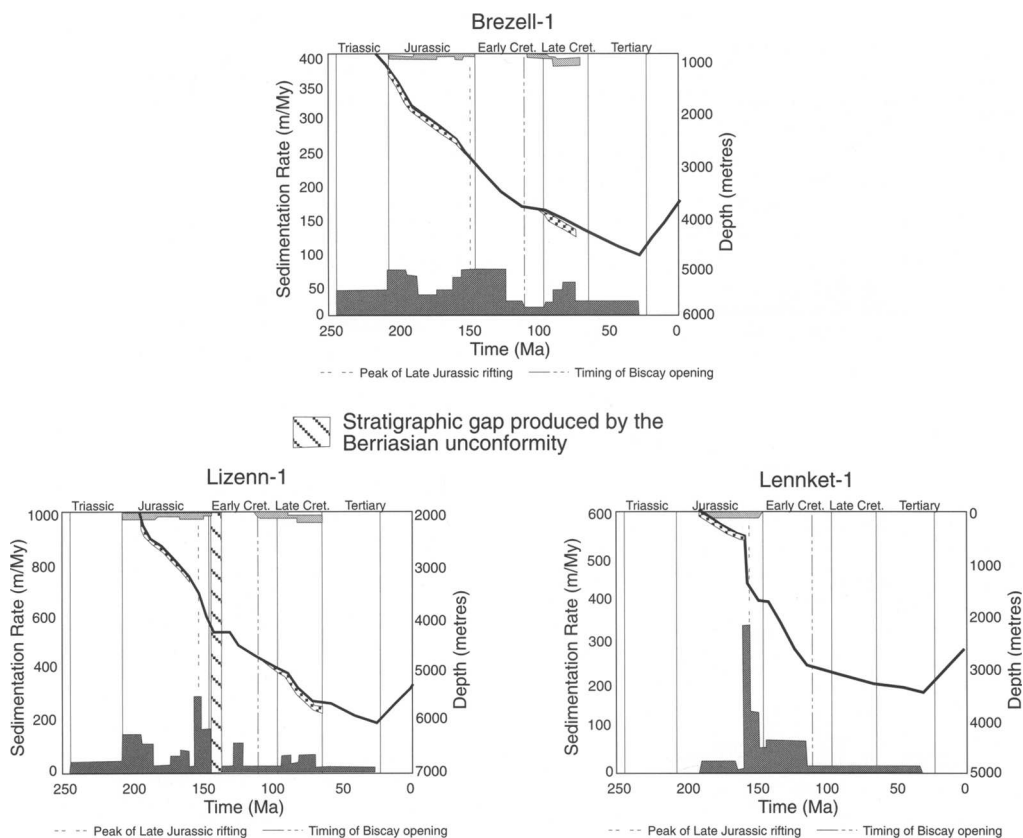 Brezell-1
Triassic Jurassic Early Cret. Late Cret. Tertiary
Sedimentation Rate (m/My)
400
350
300
250
200
150
100
50
0
1000
2000
3000
4000
5000
6000
Depth (metres)
250 200 150 100 50 0
Time (Ma)
Peak of Late Jurassic rifting Timing of Biscay opening
Stratigraphic gap produced by the
Berriasian unconformity
Lizenn-1
Triassic Jurassic Early Cret. Late Cret. Tertiary
Sedimentation Rate (m/My)
1000
800
600
400
200
0
2000
3000
4000
5000
6000
7000
Depth (metres)
250 200 150 100 50 0
Time (Ma)
Peak of Late Jurassic rifting Timing of Biscay opening
Lennket-1
Triassic Jurassic Early Cret. Late Cret. Tertiary
Sedimentation Rate (m/My)
600
500
400
300
200
100
0
0
1000
2000
3000
4000
5000
Depth (metres)
250 200 150 100 50 0
Time (Ma)
Peak of Late Jurassic rifting Timing of Biscay opening